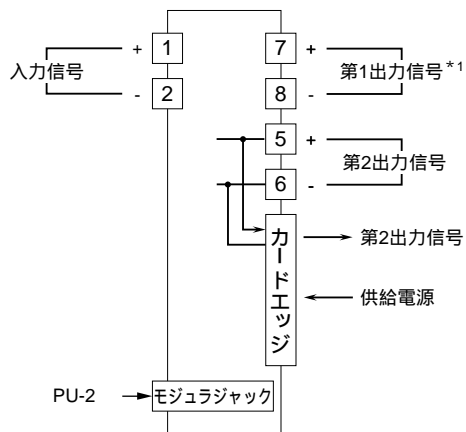 + 1
入力信号
- 2
7 +
第1出力信号*1
8 -
5 +
第2出力信号
6 -
カードエッジ
第2出力信号
供給電源
PU-2
モジュラジャック